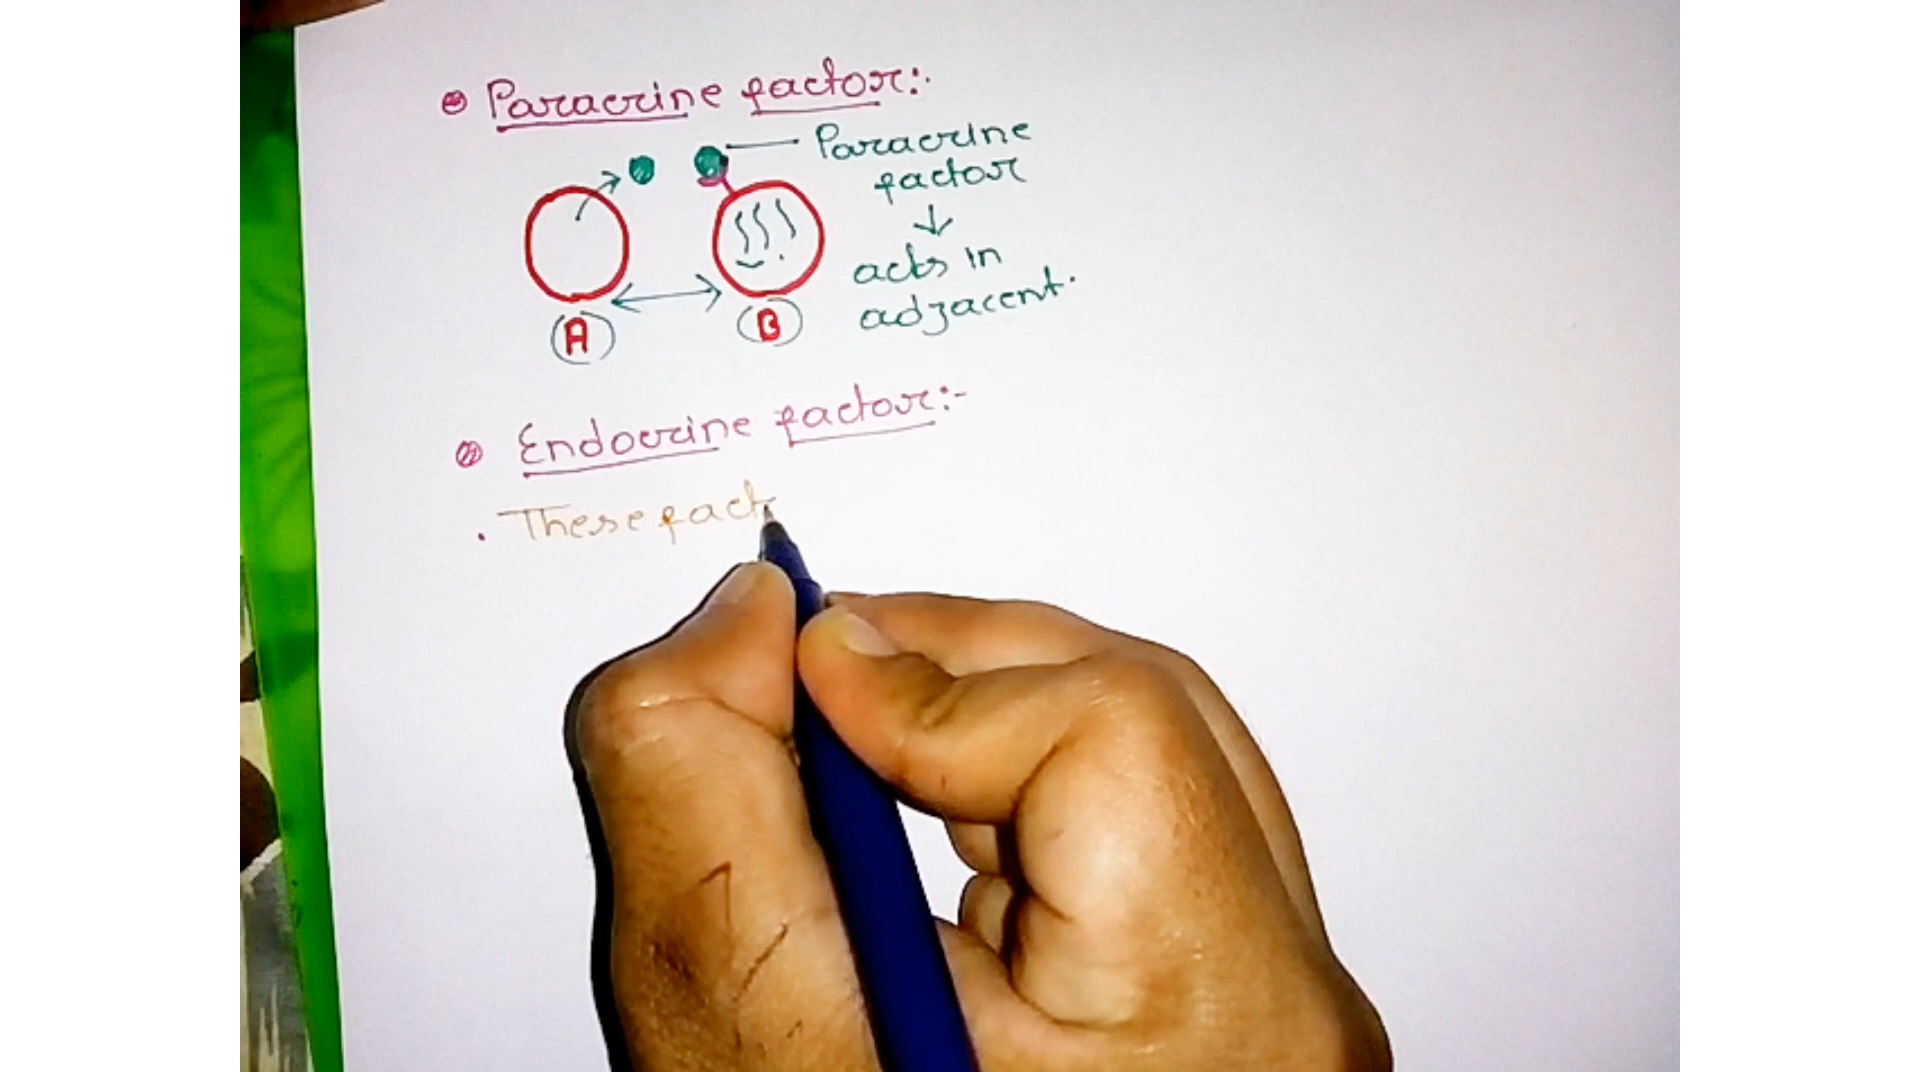 Paracrine factor:-
Paracrine
factor
acts in
adjacent.
A
B
Endocrine factor:-
. These fact